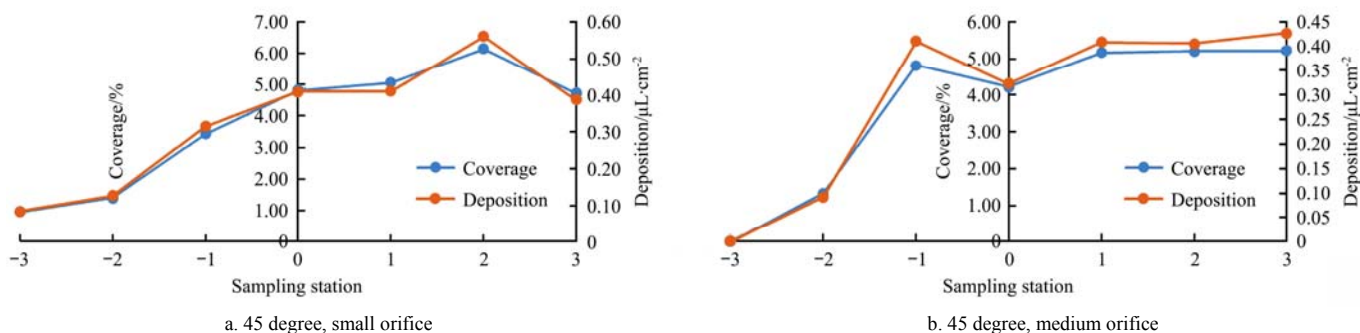 7.00
6.00
5.00
4.00
3.00
2.00
1.00
0
Coverage/%
0.60
0.50
0.40
0.30
0.20
0.10
0
Deposition/μL·cm⁻²
Coverage
Deposition
−3 −2 −1 0 1 2 3
Sampling station
a. 45 degree, small orifice
6.00
5.00
4.00
3.00
4.00
6.00
1.00
0
Coverage/%
0.45
0.40
0.35
0.30
0.25
0.20
0.15
0.10
0.05
0
Deposition/μL·cm⁻²
Coverage
Deposition
−3 −2 −1 0 1 2 3
Sampling station
b. 45 degree, medium orifice